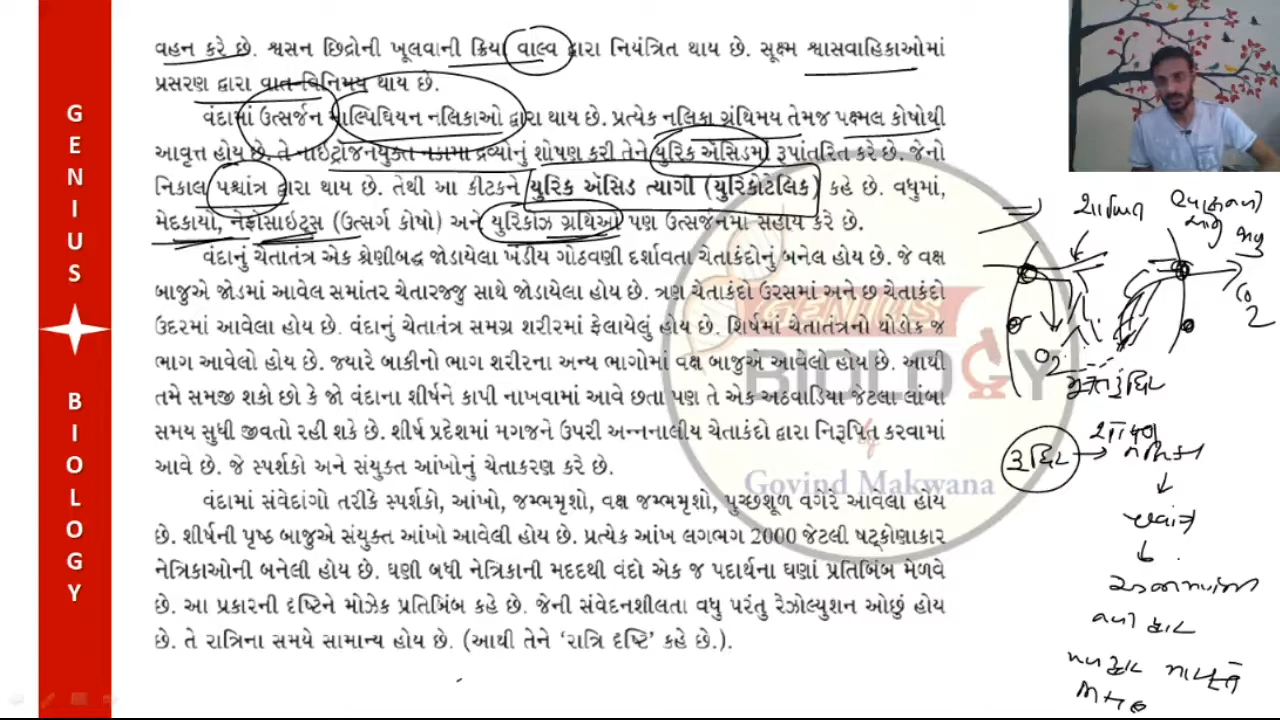 GENIUS BIOLOGY
વહન કરે છે. શ્વસન છિદ્રોની ખૂલવાની ક્રિયા વાલ્વ દ્વારા નિયંત્રિત થાય છે. સૂક્ષ્મ શ્વાસવાહિકાઓમાં
પ્રસરણ દ્વારા વાત વિનિમય થાય છે.
વંદામાં ઉત્સર્જન માલ્પિઘિયન નલિકાઓ દ્વારા થાય છે. પ્રત્યેક નલિકા ગ્રંથિમય તેમજ પક્ષ્મલ કોષોથી
આવૃત્ત હોય છે. તે નાઇટ્રોજનયુક્ત નકામા દ્રવ્યોનું શોષણ કરી તેને યુરિક ઍસિડમાં રૂપાંતરિત કરે છે. જેનો
નિકાલ પશ્ચાંત્ર દ્વારા થાય છે. તેથી આ કીટકને યુરિક ઍસિડ ત્યાગી (યુરિકોટેલિક) કહે છે. વધુમાં,
મેદકાયો, નેફ્રોસાઇટ્સ (ઉત્સર્ગ કોષો) અને યુરિકોઝ ગ્રંથિઓ પણ ઉત્સર્જનમાં સહાય કરે છે.
વંદાનું ચેતાતંત્ર એક શ્રેણીબદ્ધ જોડાયેલા ખંડીય ગોઠવણી દર્શાવતા ચેતાકંદોનું બનેલ હોય છે. જે વક્ષ
બાજુએ જોડમાં આવેલ સમાંતર ચેતારજ્જુ સાથે જોડાયેલા હોય છે. ત્રણ ચેતાકંદો ઉરસમાં અને છ ચેતાકંદો
ઉદરમાં આવેલા હોય છે. વંદાનું ચેતાતંત્ર સમગ્ર શરીરમાં ફેલાયેલું હોય છે. શિર્ષમાં ચેતાતંત્રનો થોડોક જ
ભાગ આવેલો હોય છે. જ્યારે બાકીનો ભાગ શરીરના અન્ય ભાગોમાં વક્ષ બાજુએ આવેલો હોય છે. આથી
તમે સમજી શકો છો કે જો વંદાના શીર્ષને કાપી નાખવામાં આવે છતા પણ તે એક અઠવાડિયા જેટલા લાંબા
સમય સુધી જીવતો રહી શકે છે. શીર્ષ પ્રદેશમાં મગજને ઉપરી અન્નનાલીય ચેતાકંદો દ્વારા નિરૂપિત કરવામાં
આવે છે. જે સ્પર્શકો અને સંયુક્ત આંખોનું ચેતાકરણ કરે છે.
વંદામાં સંવેદાંગો તરીકે સ્પર્શકો, આંખો, જમ્ભમૃશો, વક્ષ જમ્ભમૃશો, પુચ્છશૂળ વગેરે આવેલા હોય
છે. શીર્ષની પૃષ્ઠ બાજુએ સંયુક્ત આંખો આવેલી હોય છે. પ્રત્યેક આંખ લગભગ 2000 જેટલી ષટ્કોણાકાર
નેત્રિકાઓની બનેલી હોય છે. ઘણી બધી નેત્રિકાની મદદથી વંદો એક જ પદાર્થના ઘણાં પ્રતિબિંબ મેળવે
છે. આ પ્રકારની દૃષ્ટિને મોઝેક પ્રતિબિંબ કહે છે. જેની સંવેદનશીલતા વધુ પરંતુ રેઝોલ્યુશન ઓછું હોય
છે. તે રાત્રિના સમયે સામાન્ય હોય છે. (આથી તેને ‘રાત્રિ દૃષ્ટિ’ કહે છે.).
GENIUS
BIOLOGY
by
Govind Makwana
O2
રૂધિર